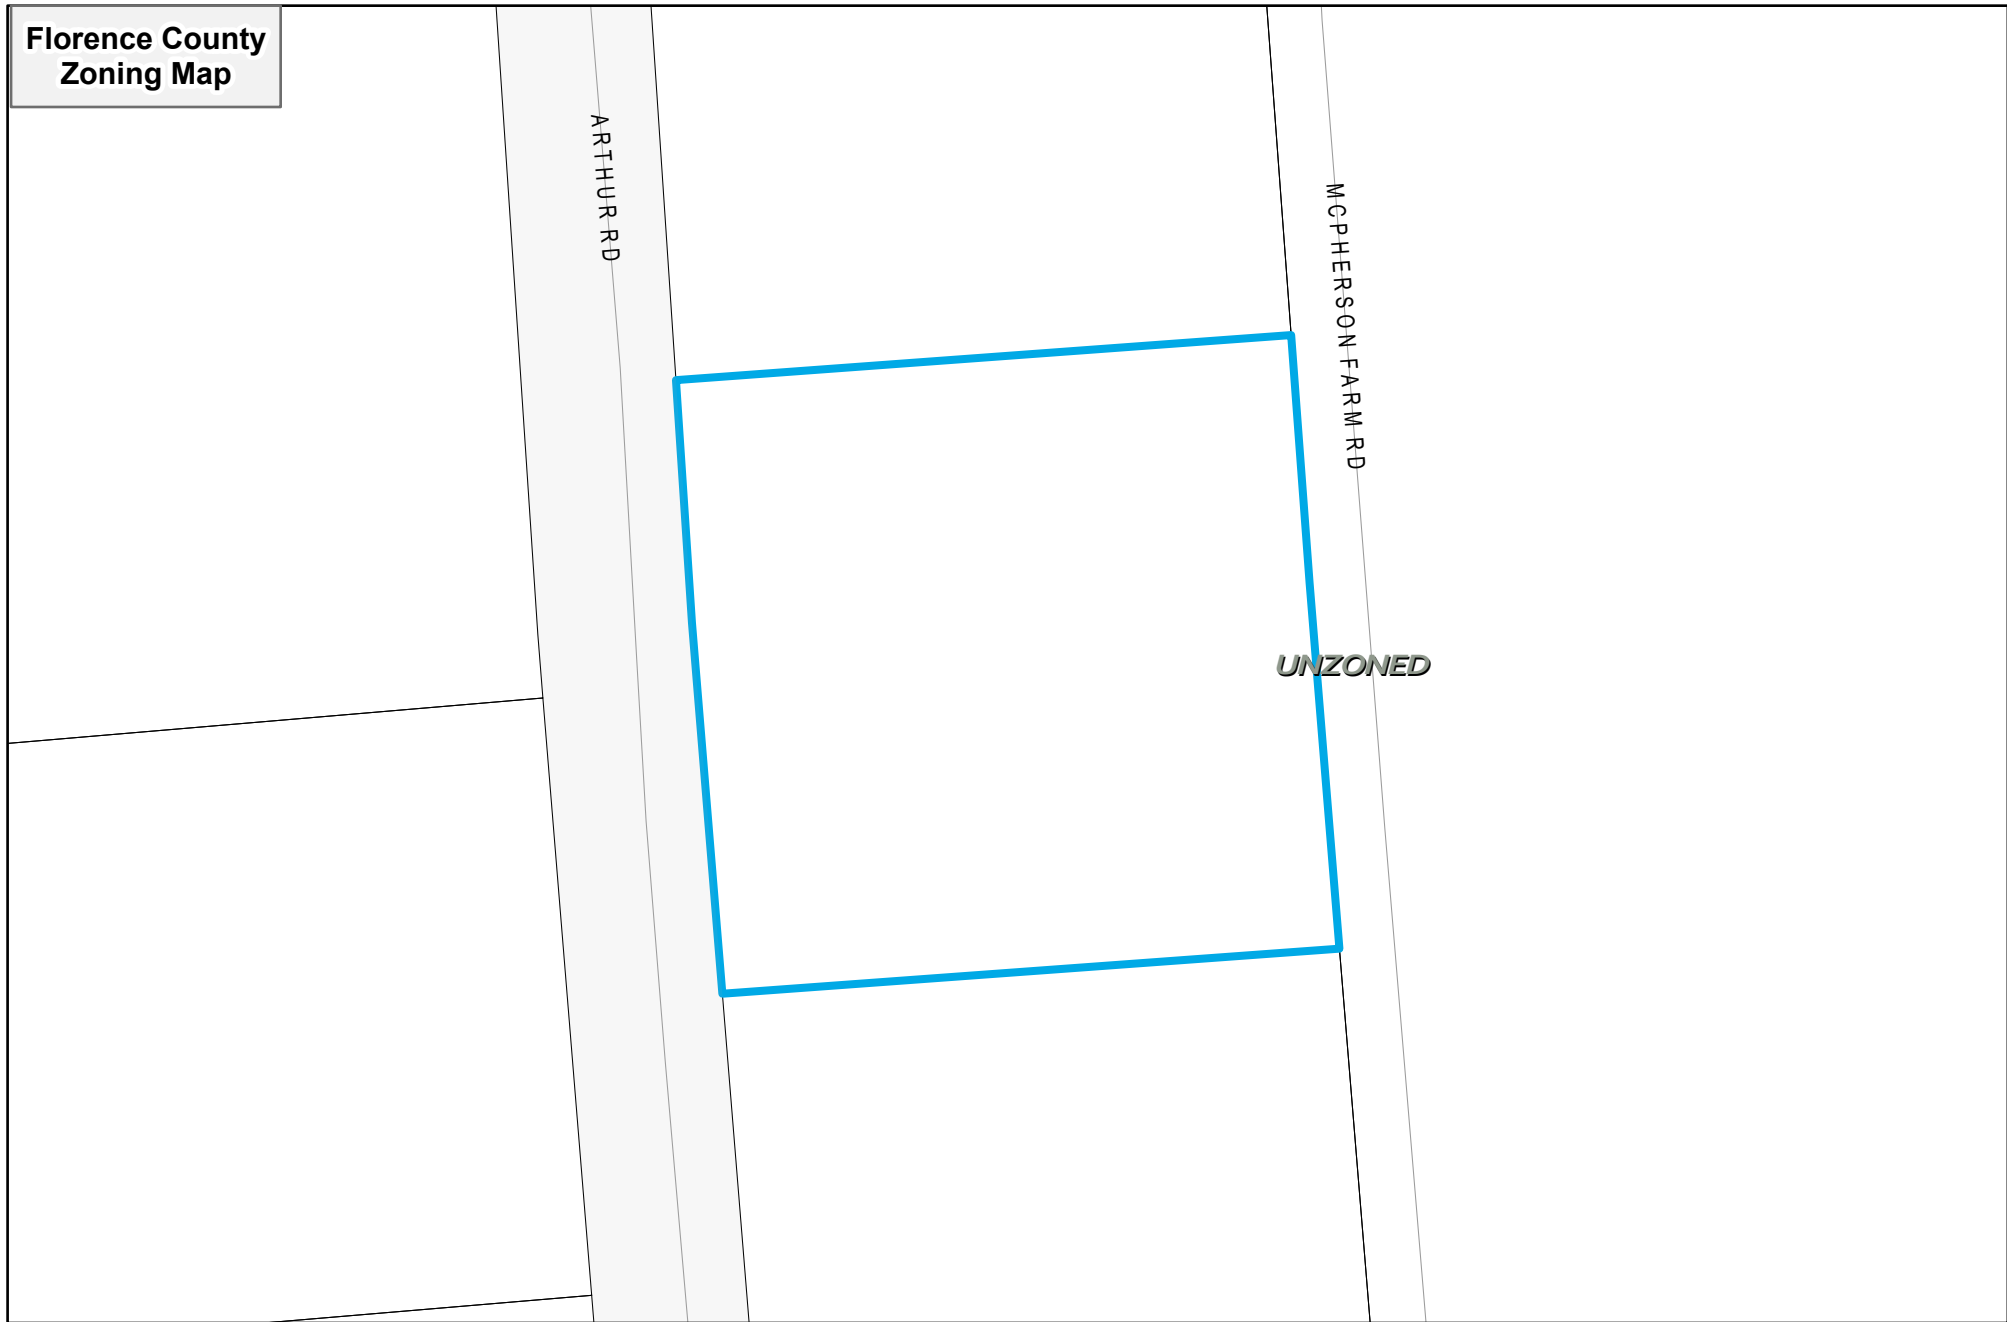 Florence County
Zoning Map
ARTHUR RD
MCPHERSON FARM RD
UNZONED